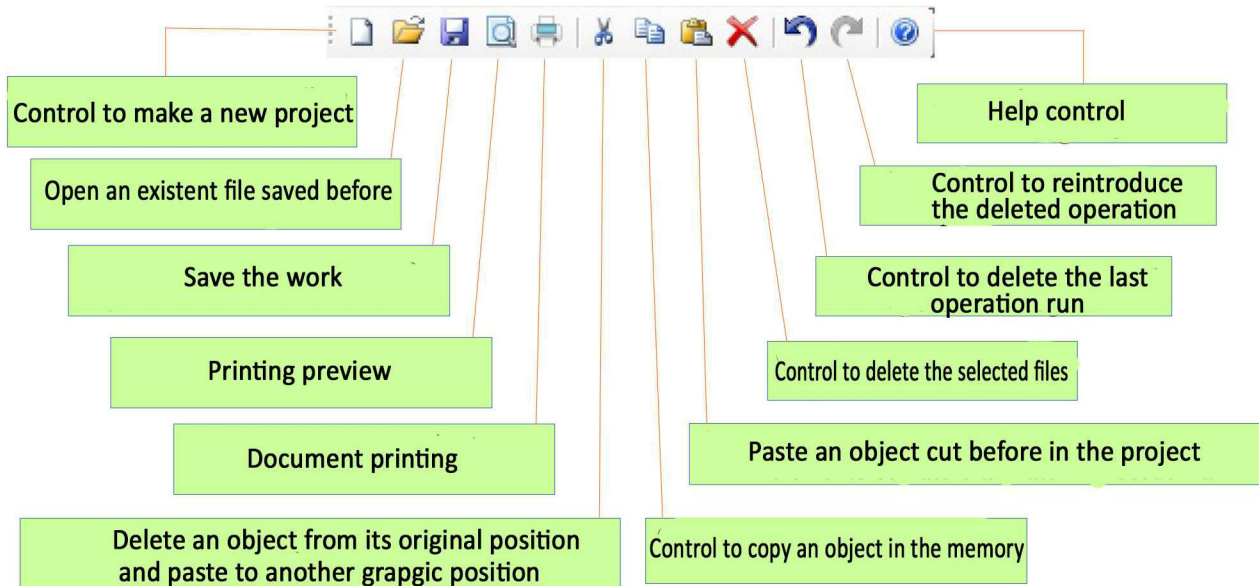 Control to make a new project
Open an existent file saved before
Save the work
Printing preview
Document printing
Delete an object from its original position
and paste to another grapgic position
Control to copy an object in the memory
Paste an object cut before in the project
Control to delete the selected files
Control to delete the last
operation run
Control to reintroduce
the deleted operation
Help control